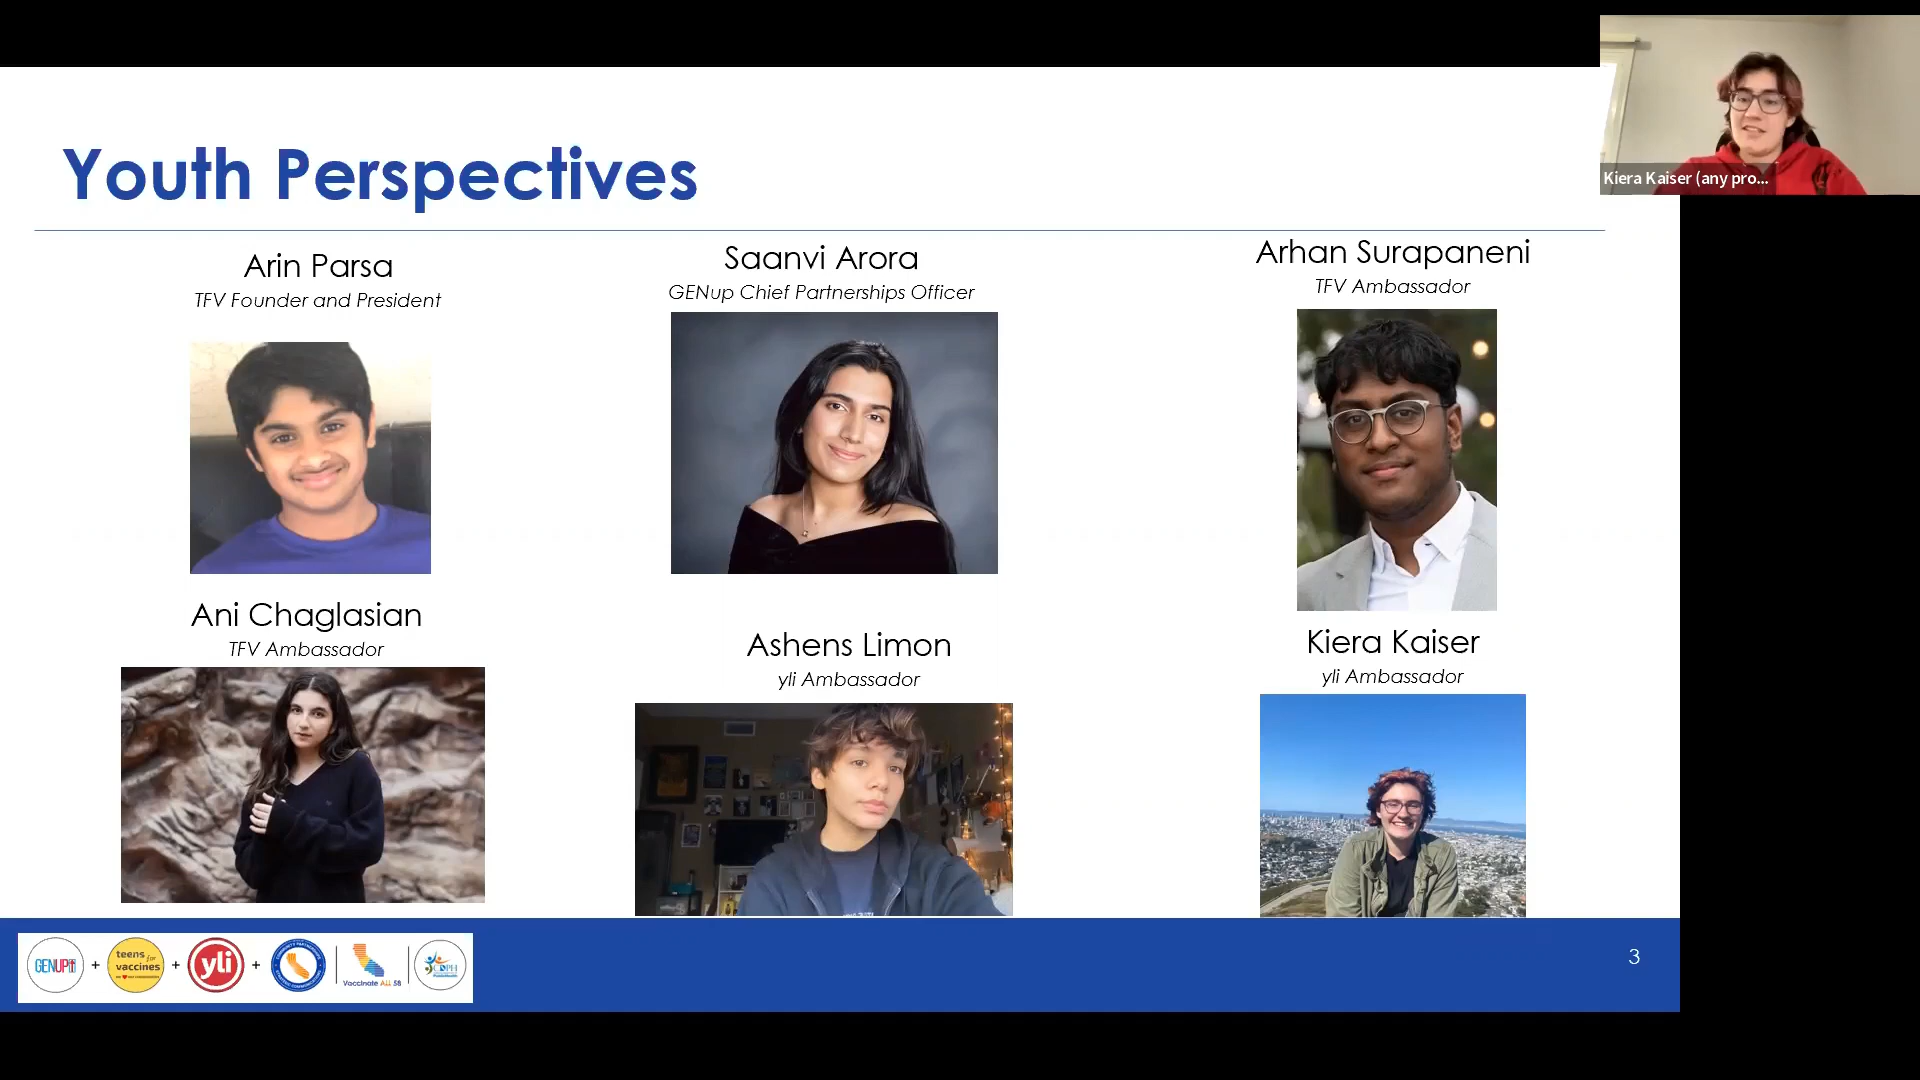 Kiera Kaiser (any pro...
Youth Perspectives
Arin Parsa
TFV Founder and President
Saanvi Arora
GENup Chief Partnerships Officer
Arhan Surapaneni
TFV Ambassador
Ani Chaglasian
TFV Ambassador
Ashens Limon
yli Ambassador
Kiera Kaiser
yli Ambassador
GENUP
+
teens for
vaccines
+
yli
+
Vaccinate ALL 58
CDPH
3